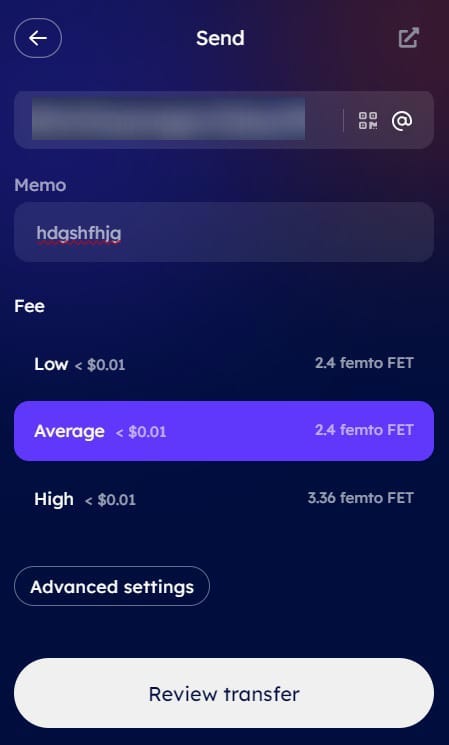 Send
@
Memo
hdgshfhjg
Fee
Low < $0.01 2.4 femto FET
Average < $0.01 2.4 femto FET
High < $0.01 3.36 femto FET
Advanced settings
Review transfer